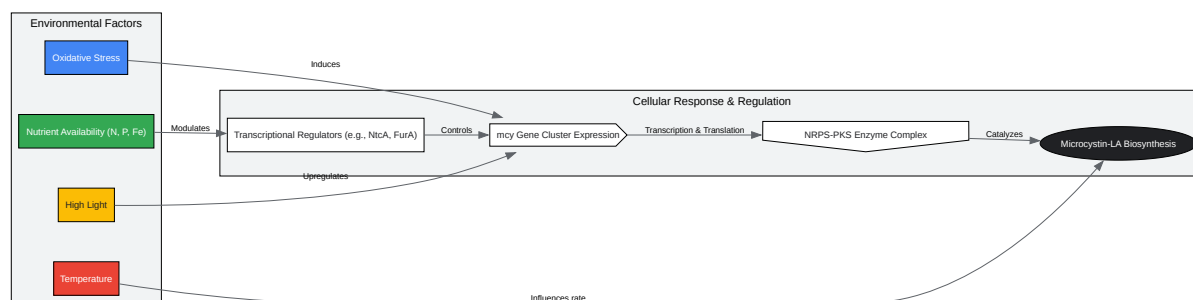 Environmental Factors
Oxidative Stress
Induces
Cellular Response & Regulation
Nutrient Availability (N, P, Fe)
Modulates
Transcriptional Regulators (e.g., NtcA, FurA)
Controls
mcy Gene Cluster Expression
Transcription & Translation
NRPS-PKS Enzyme Complex
Catalyzes
Microcystin-LA Biosynthesis
Upregulates
High Light
Temperature
Influences rate